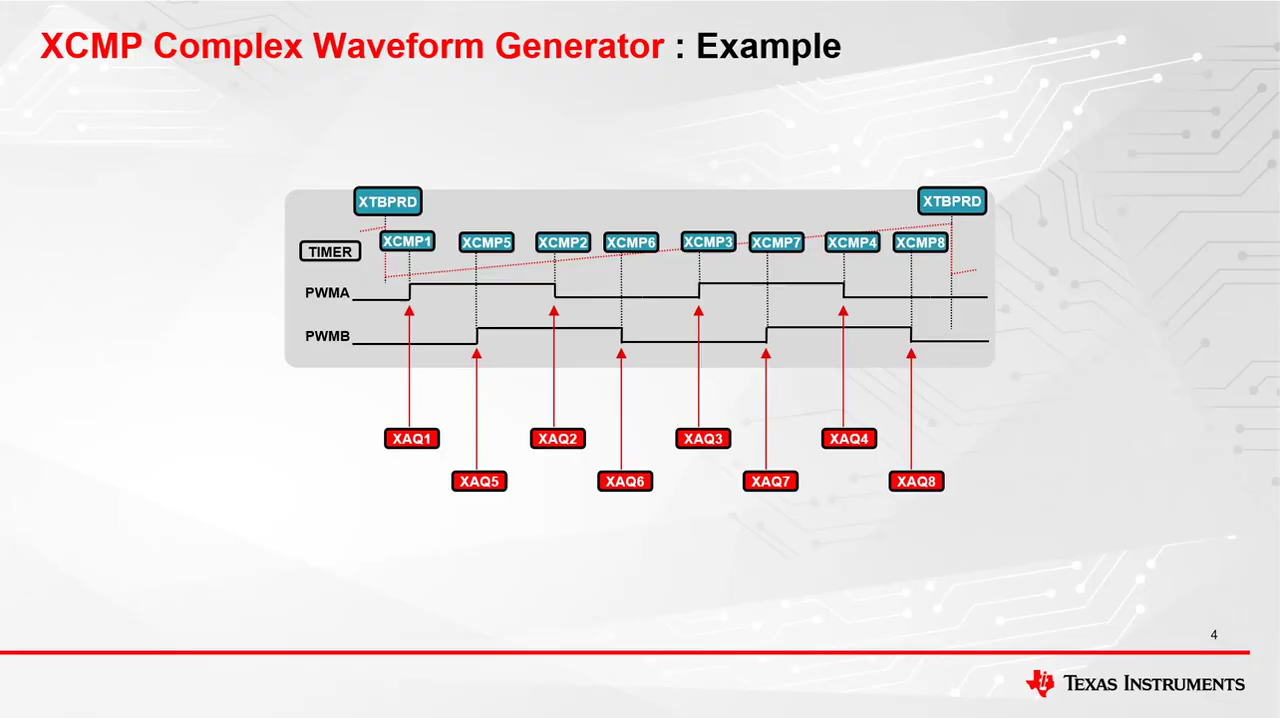 XCMP Complex Waveform Generator : Example
XTBPRD
XTBPRD
XCMP1
XCMP5
XCMP2
XCMP6
XCMP3
XCMP7
XCMP4
XCMP8
TIMER
PWMA
PWMB
XAQ1
XAQ2
XAQ3
XAQ4
XAQ5
XAQ6
XAQ7
XAQ8
4
TEXAS INSTRUMENTS